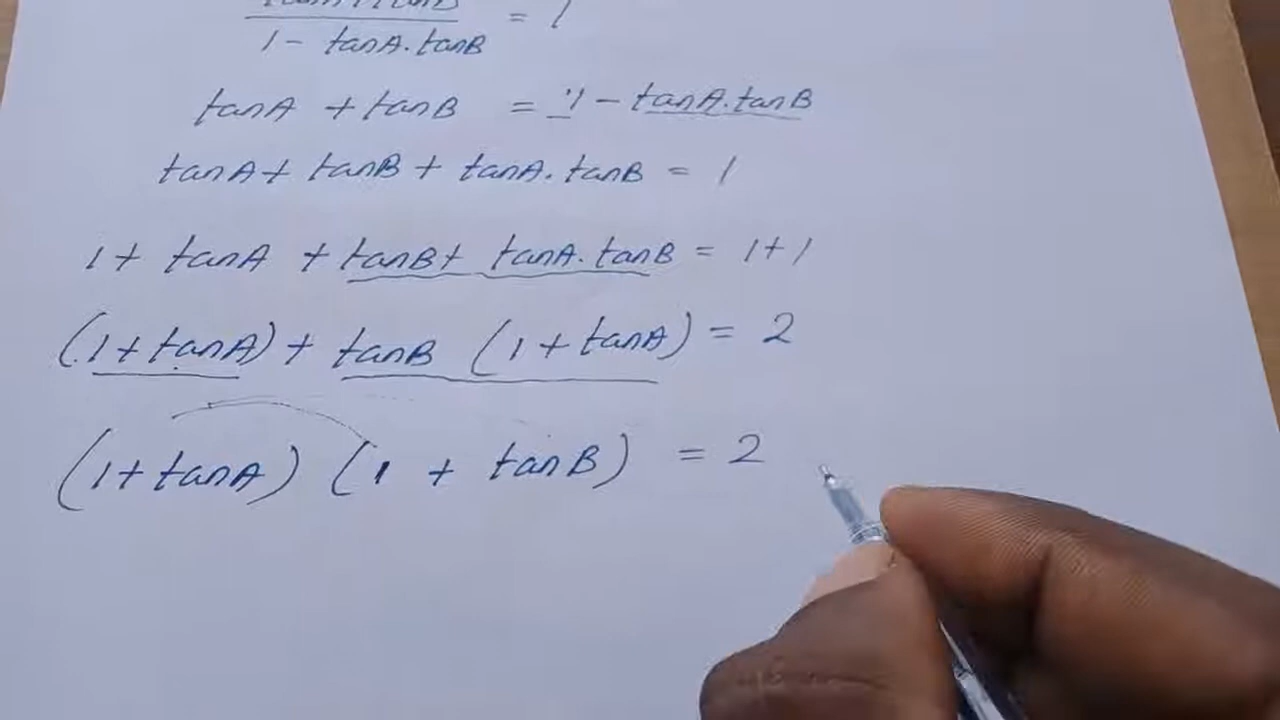 = 1
1 - tanA.tanB
tanA + tanB = 1 - tanA.tanB
tanA + tanB + tanA.tanB = 1
1 + tanA + tanB + tanA.tanB = 1+1
(1+tanA) + tanB (1+tanA) = 2
(1+tanA) (1 + tanB) = 2